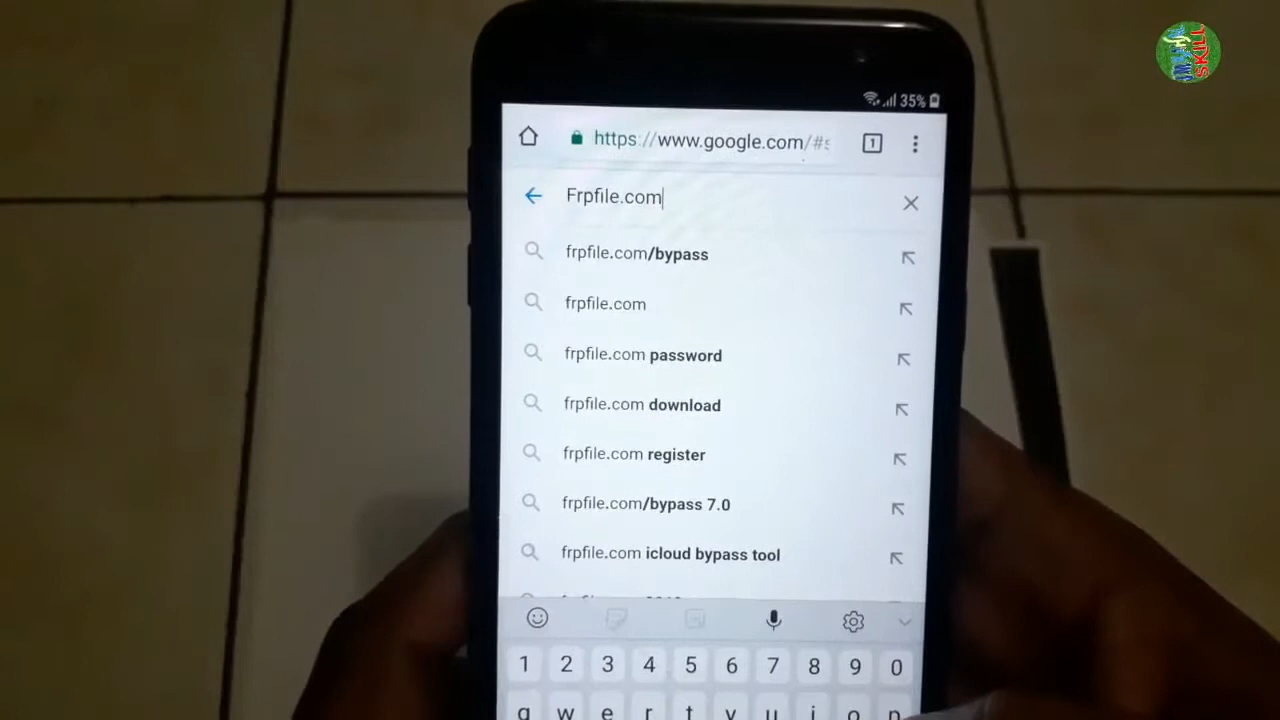 SKILL
35%
https://www.google.com/#s
1
Frpfile.com
frpfile.com/bypass
frpfile.com
frpfile.com password
frpfile.com download
frpfile.com register
frpfile.com/bypass 7.0
frpfile.com icloud bypass tool
1 2 3 4 5 6 7 8 9 0
q w e r t y u i o p